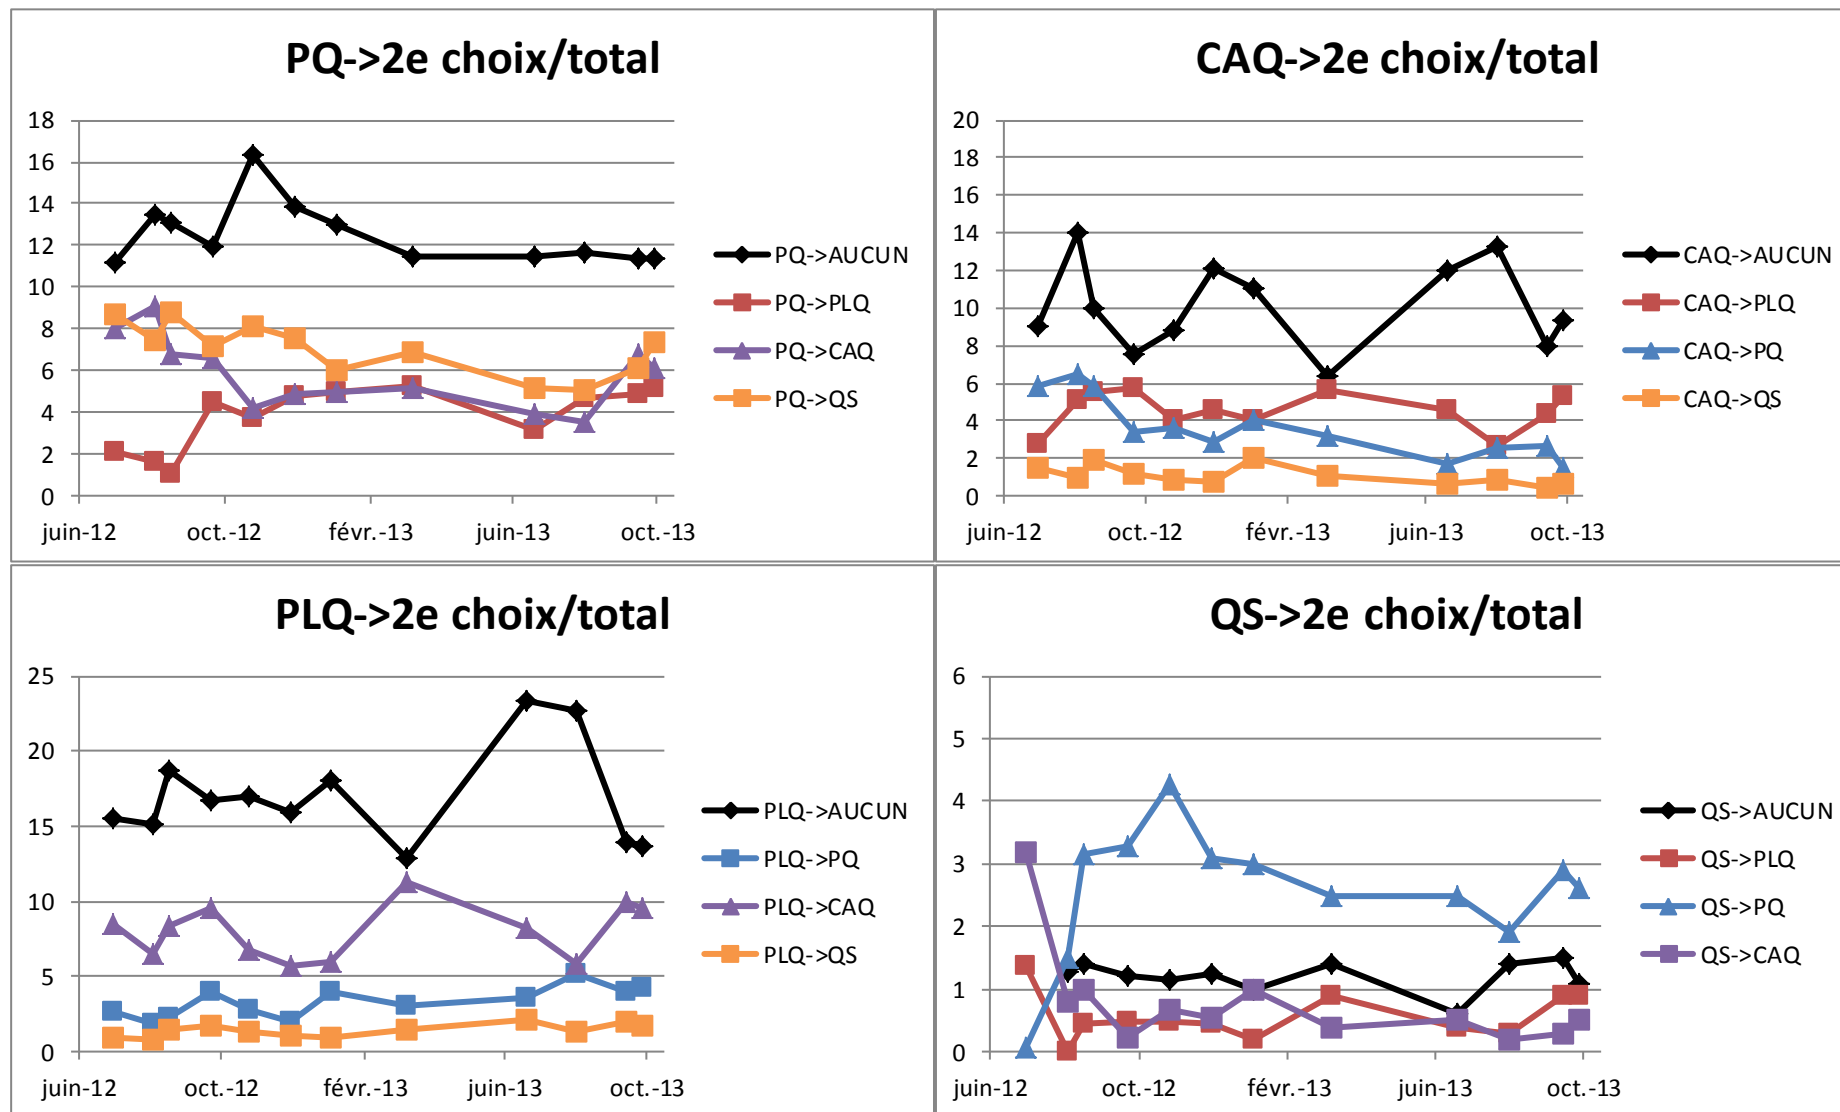 PQ->2e choix/total
18
16
14
12
10
8
6
4
2
0
juin-12 oct.-12 févr.-13 juin-13 oct.-13
PQ->AUCUN
PQ->PLQ
PQ->CAQ
PQ->QS
CAQ->2e choix/total
20
18
16
14
12
10
8
6
4
2
0
juin-12 oct.-12 févr.-13 juin-13 oct.-13
CAQ->AUCUN
CAQ->PLQ
CAQ->PQ
CAQ->QS
PLQ->2e choix/total
25
20
15
10
5
0
juin-12 oct.-12 févr.-13 juin-13 oct.-13
PLQ->AUCUN
PLQ->PQ
PLQ->CAQ
PLQ->QS
QS->2e choix/total
6
5
4
3
2
1
0
juin-12 oct.-12 févr.-13 juin-13 oct.-13
QS->AUCUN
QS->PLQ
QS->PQ
QS->CAQ